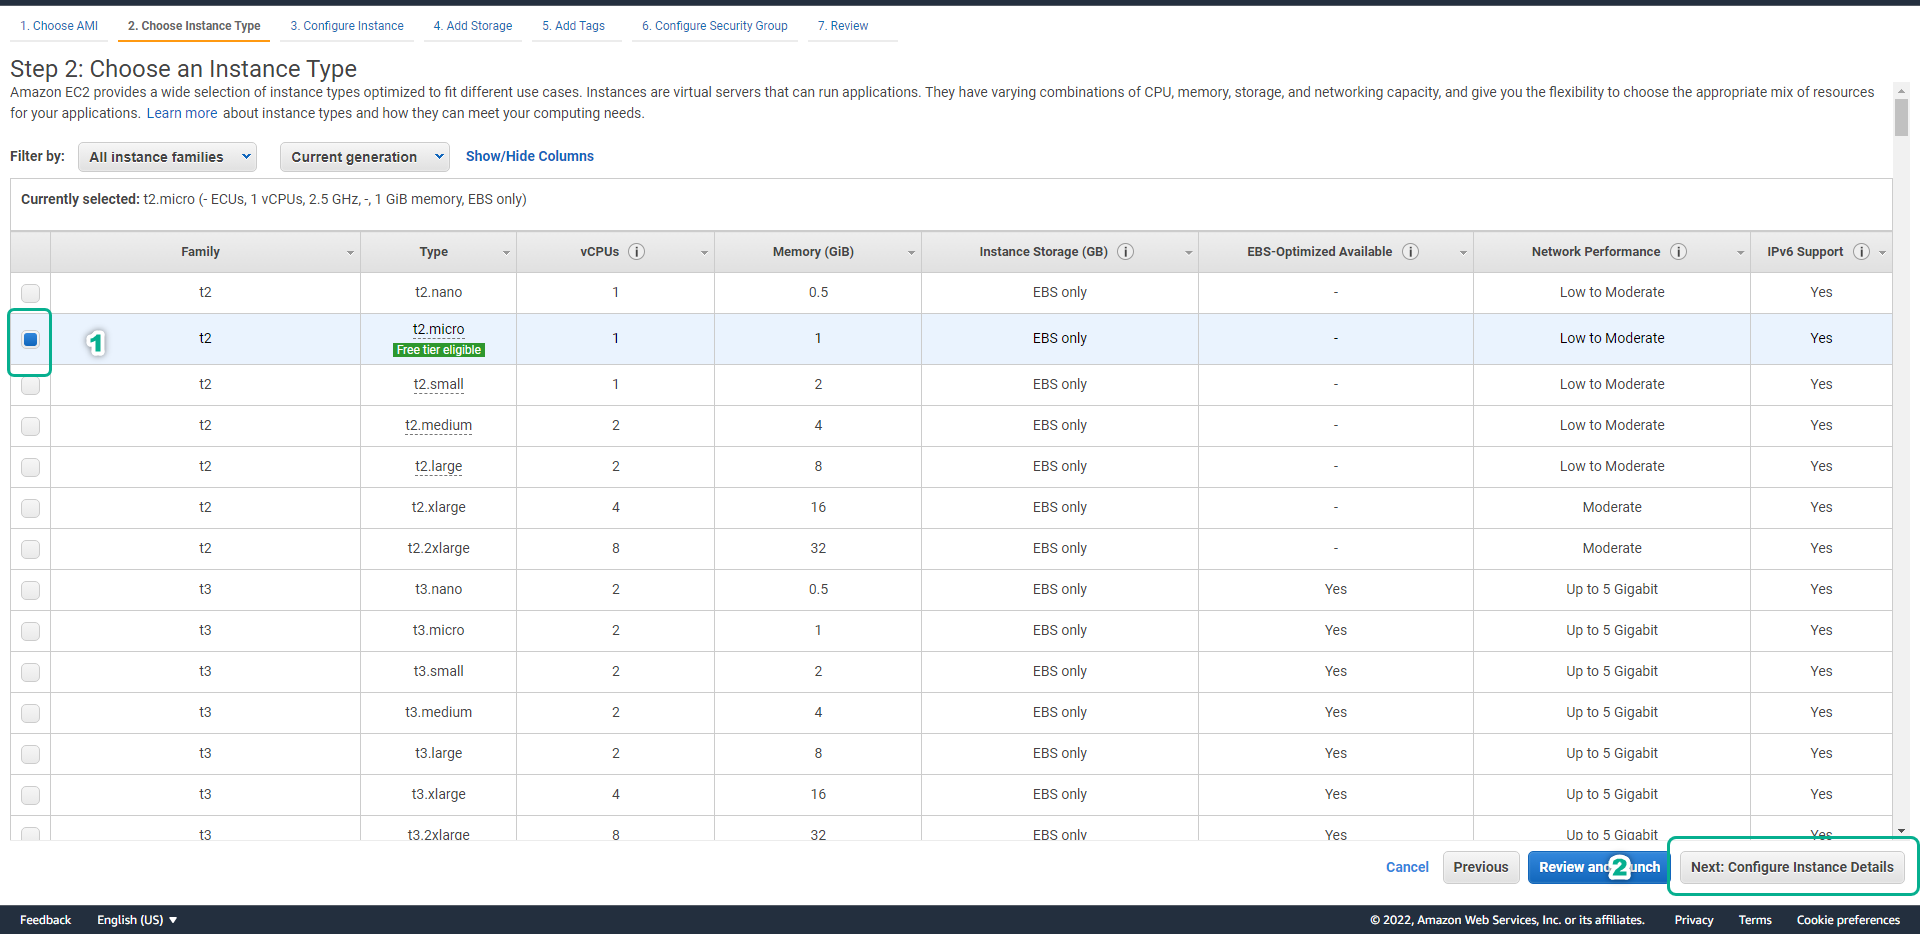 1. Choose AMI 2. Choose Instance Type 3. Configure Instance 4. Add Storage 5. Add Tags 6. Configure Security Group 7. Review
Step 2: Choose an Instance Type
Amazon EC2 provides a wide selection of instance types optimized to fit different use cases. Instances are virtual servers that can run applications. They have varying combinations of CPU, memory, storage, and networking capacity, and give you the flexibility to choose the appropriate mix of resources
for your applications. Learn more about instance types and how they can meet your computing needs.
Filter by: All instance families Current generation Show/Hide Columns
Currently selected: t2.micro (- ECUs, 1 vCPUs, 2.5 GHz, -, 1 GiB memory, EBS only)
Family Type vCPUs i Memory (GiB) Instance Storage (GB) i EBS-Optimized Available i Network Performance i IPv6 Support i
t2 t2.nano 1 0.5 EBS only - Low to Moderate Yes
1 t2 t2.micro 1 1 EBS only - Low to Moderate Yes
Free tier eligible
t2 t2.small 1 2 EBS only - Low to Moderate Yes
t2 t2.medium 2 4 EBS only - Low to Moderate Yes
t2 t2.large 2 8 EBS only - Low to Moderate Yes
t2 t2.xlarge 4 16 EBS only - Moderate Yes
t2 t2.2xlarge 8 32 EBS only - Moderate Yes
t3 t3.nano 2 0.5 EBS only Yes Up to 5 Gigabit Yes
t3 t3.micro 2 1 EBS only Yes Up to 5 Gigabit Yes
t3 t3.small 2 2 EBS only Yes Up to 5 Gigabit Yes
t3 t3.medium 2 4 EBS only Yes Up to 5 Gigabit Yes
t3 t3.large 2 8 EBS only Yes Up to 5 Gigabit Yes
t3 t3.xlarge 4 16 EBS only Yes Up to 5 Gigabit Yes
t3 t3.2xlarge 8 32 EBS only Yes Up to 5 Gigabit Yes
Cancel Previous Review and 2 unch Next: Configure Instance Details
Feedback English (US) © 2022, Amazon Web Services, Inc. or its affiliates. Privacy Terms Cookie preferences